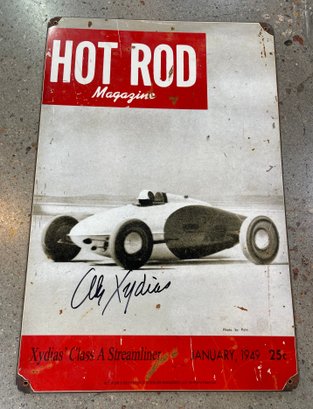 HOT ROD
Magazine
Alex Xydias
Photo by Pete
Xydias' Class A Streamliner
JANUARY, 1949 25c